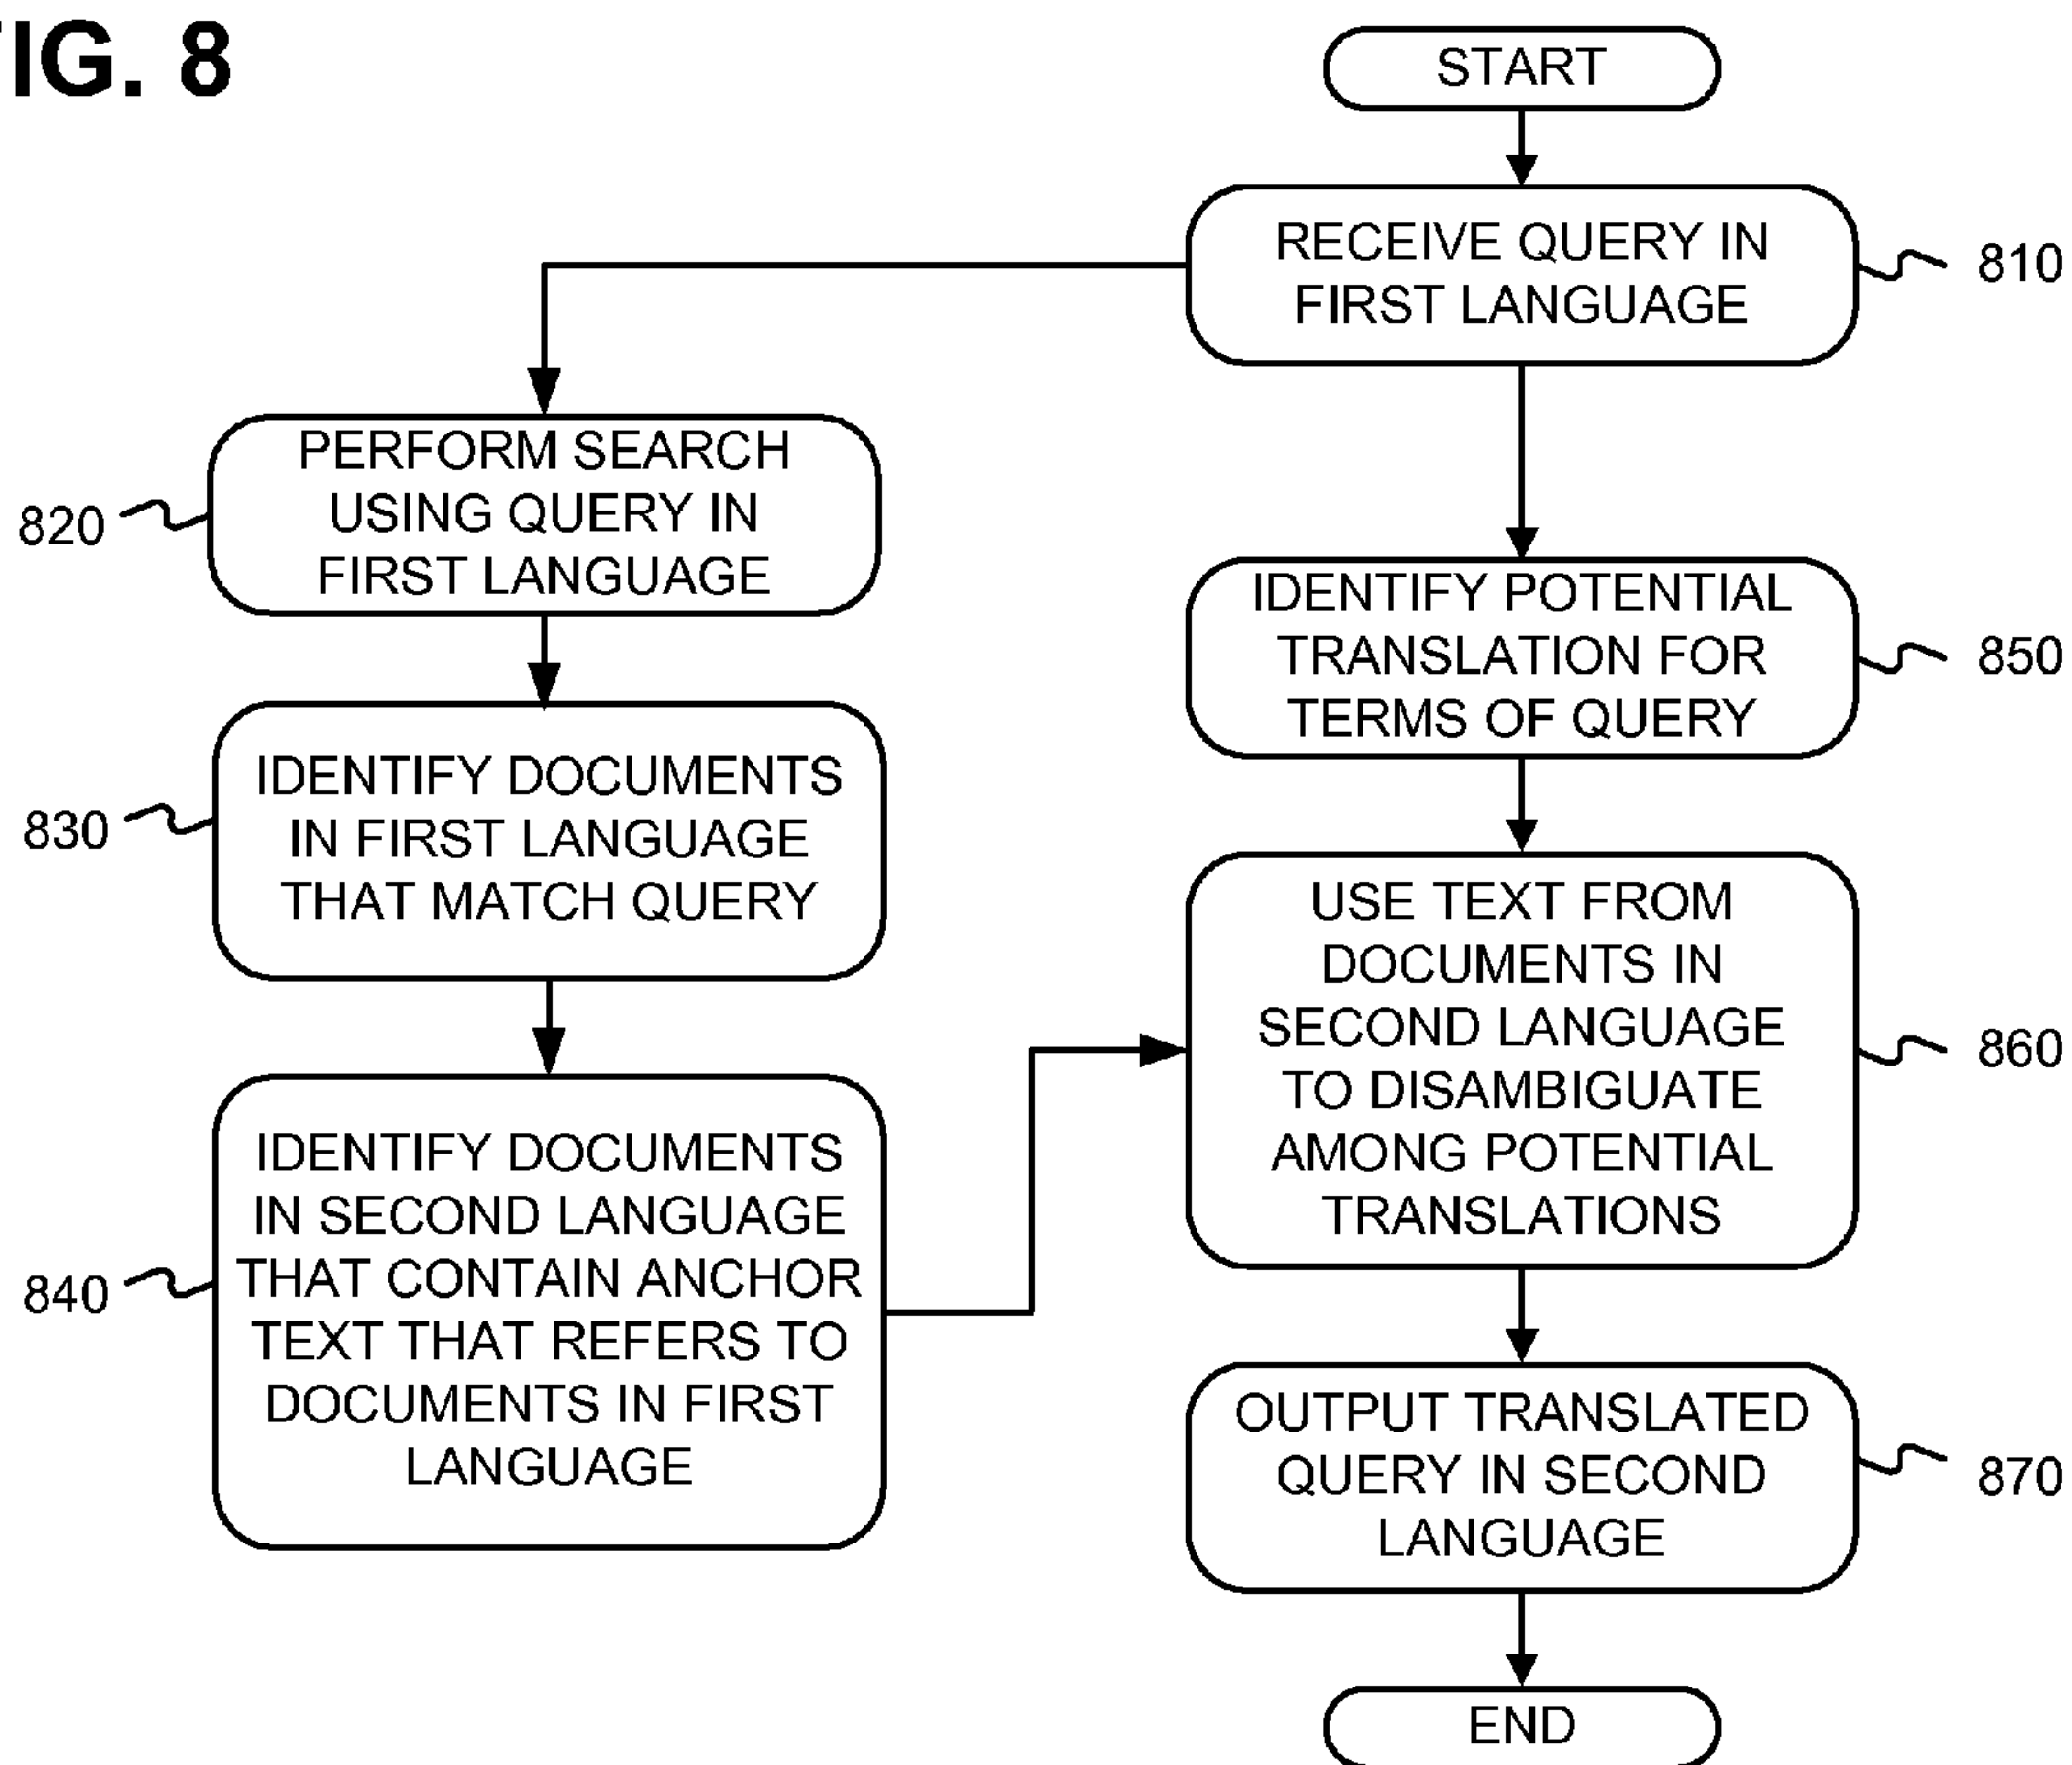 FIG. 8
START
RECEIVE QUERY IN
FIRST LANGUAGE
810
PERFORM SEARCH
USING QUERY IN
FIRST LANGUAGE
820
IDENTIFY DOCUMENTS
IN FIRST LANGUAGE
THAT MATCH QUERY
830
IDENTIFY DOCUMENTS
IN SECOND LANGUAGE
THAT CONTAIN ANCHOR
TEXT THAT REFERS TO
DOCUMENTS IN FIRST
LANGUAGE
840
IDENTIFY POTENTIAL
TRANSLATION FOR
TERMS OF QUERY
850
USE TEXT FROM
DOCUMENTS IN
SECOND LANGUAGE
TO DISAMBIGUATE
AMONG POTENTIAL
TRANSLATIONS
860
OUTPUT TRANSLATED
QUERY IN SECOND
LANGUAGE
870
END